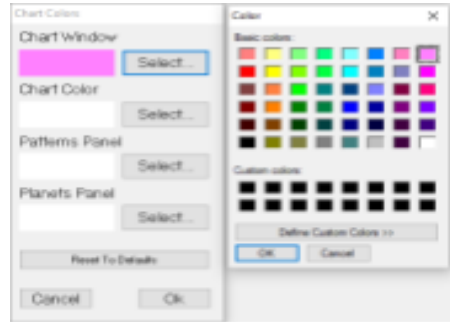 Chart Colors
Chart Window
Select...
Chart Color
Select...
Patterns Panel
Select...
Planets Panel
Select...
Reset To Defaults
Cancel
Ok
Color
Basic colors:
Custom colors:
Define Custom Colors >>
OK
Cancel